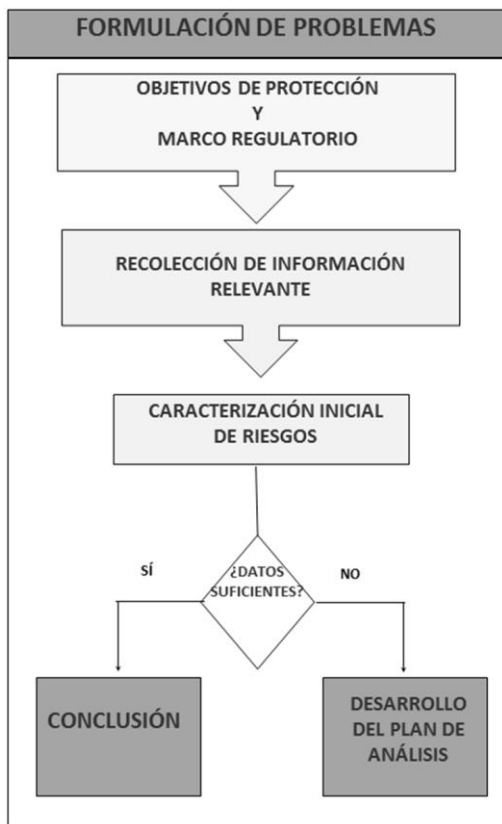 FORMULACIÓN DE PROBLEMAS
OBJETIVOS DE PROTECCIÓN
Y
MARCO REGULATORIO
RECOLECCIÓN DE INFORMACIÓN
RELEVANTE
CARACTERIZACIÓN INICIAL
DE RIESGOS
¿DATOS
SUFICIENTES?
SÍ
NO
CONCLUSIÓN
DESARROLLO
DEL PLAN DE
ANÁLISIS